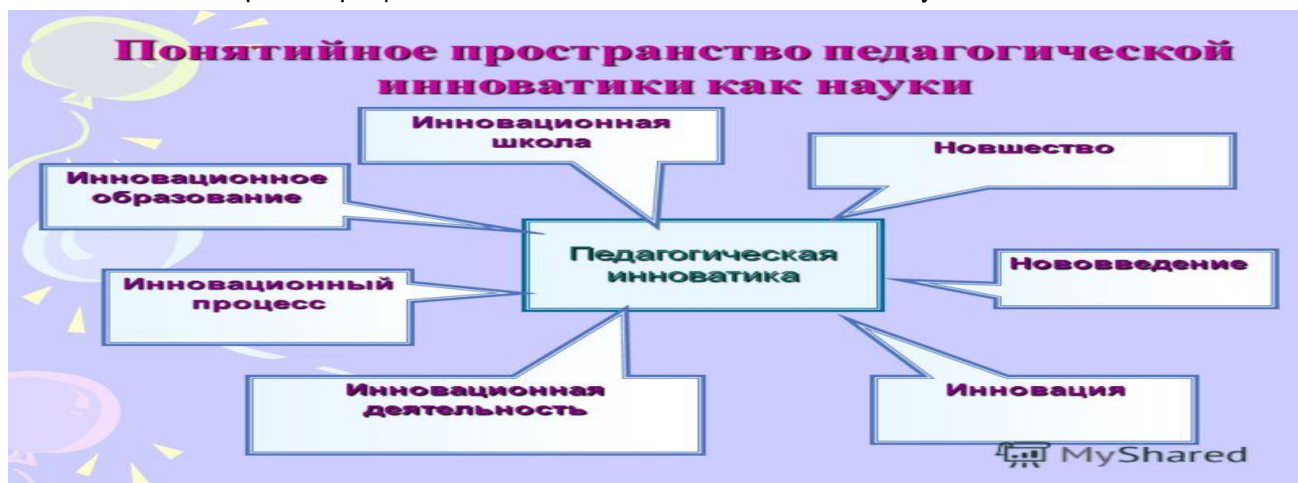 Понятийное пространство педагогической
инноватики как науки
Инновационная
школа
Новшество
Инновационное
образование
Педагогическая
инноватика
Нововведение
Инновационный
процесс
Инновационная
деятельность
Инновация
MyShared